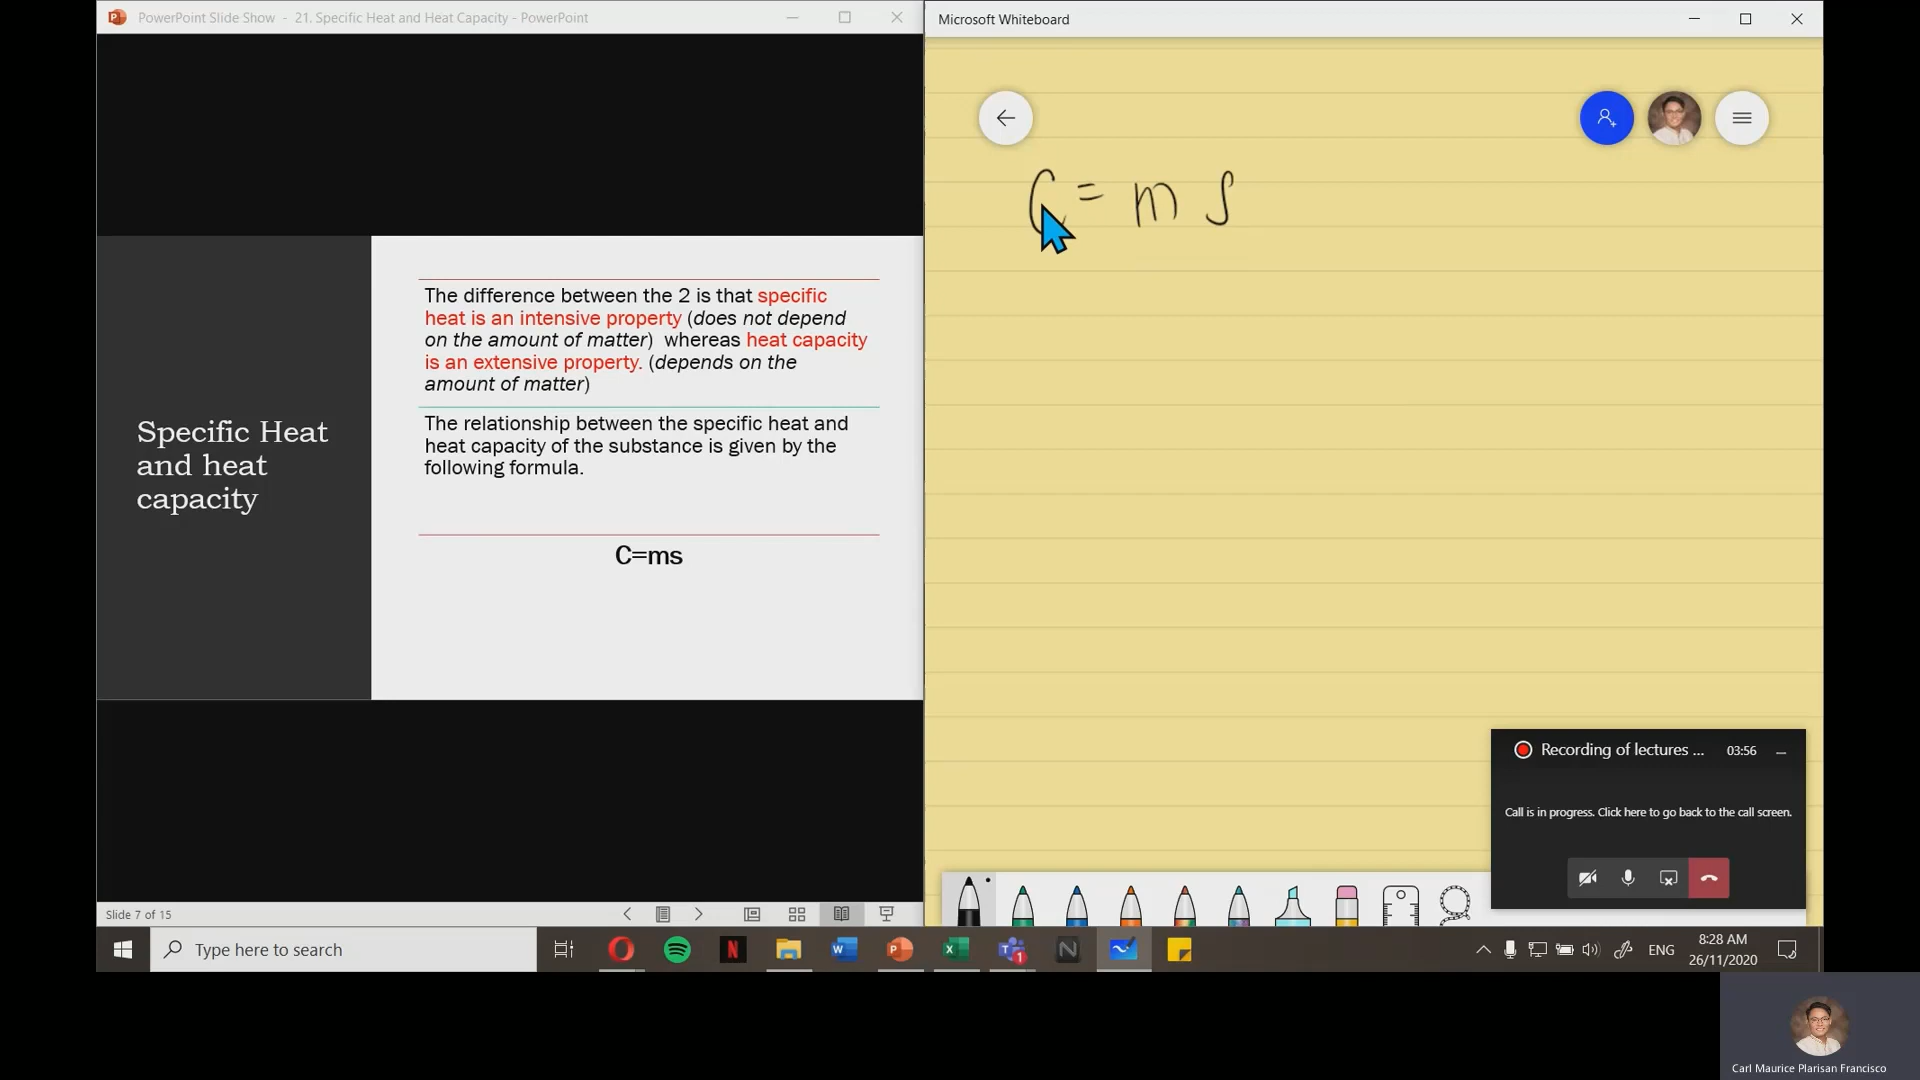 PowerPoint Slide Show - 21. Specific Heat and Heat Capacity - PowerPoint
Microsoft Whiteboard
C = m s
The difference between the 2 is that specific
heat is an intensive property (does not depend
on the amount of matter) whereas heat capacity
is an extensive property. (depends on the
amount of matter)
Specific Heat
and heat
capacity
The relationship between the specific heat and
heat capacity of the substance is given by the
following formula.
C=ms
Recording of lectures ... 03:56
Call is in progress. Click here to go back to the call screen.
Slide 7 of 15
Type here to search
ENG
8:28 AM
26/11/2020
Carl Maurice Plarisan Francisco